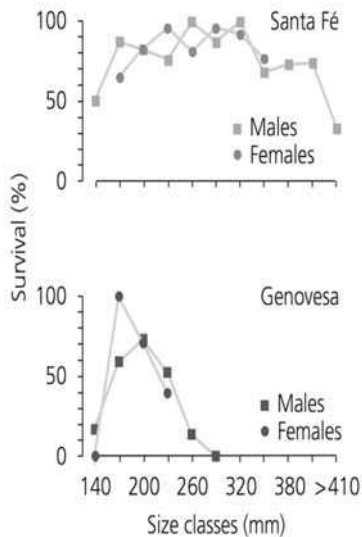 Survival (%)
Santa Fé
100
50
0
Males
Females
Genovesa
100
50
0
Males
Females
140 200 260 320 380 >410
Size classes (mm)